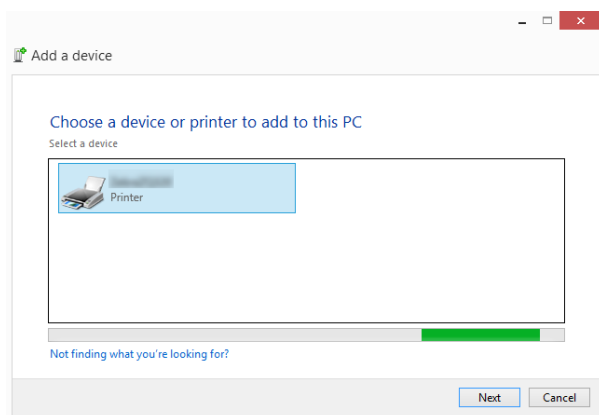 Add a device
Choose a device or printer to add to this PC
Select a device
Printer
Not finding what you're looking for?
Next
Cancel